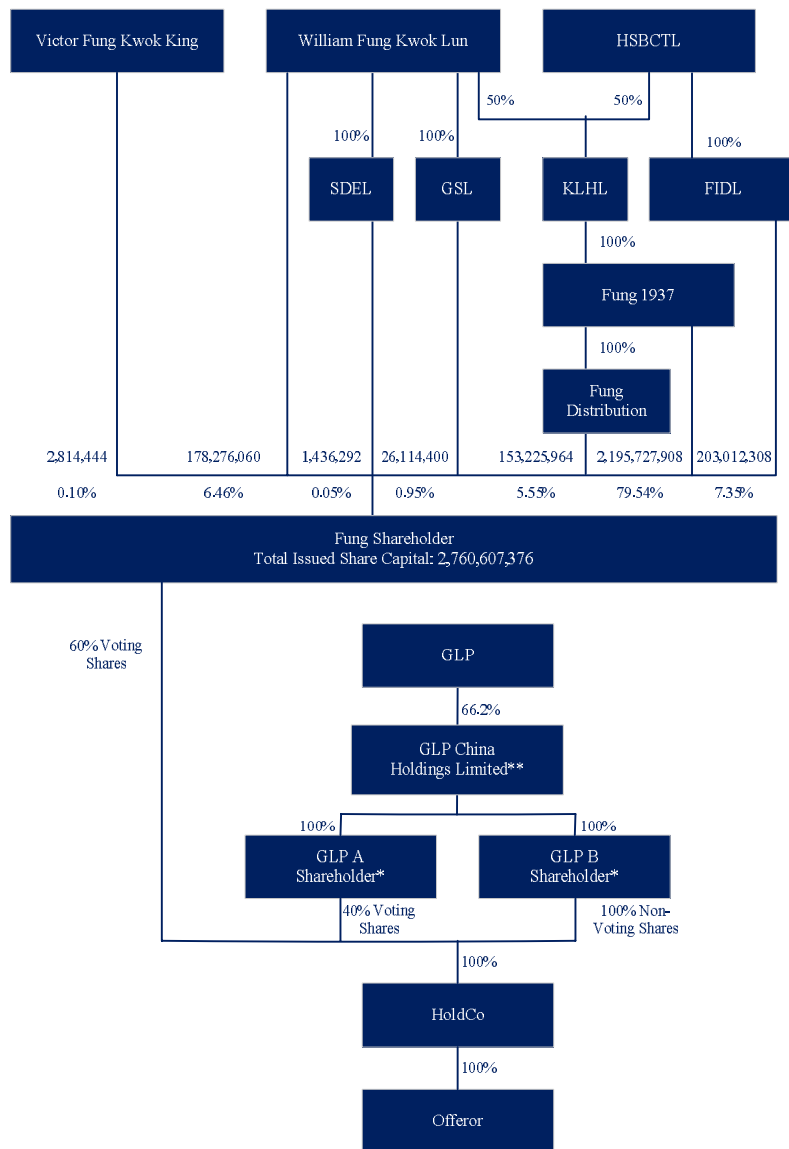 Victor Fung Kwok King
William Fung Kwok Lun
HSBCTL
50%
50%
100%
100%
100%
SDEL
GSL
KLHL
FIDL
100%
Fung 1937
100%
Fung
Distribution
2,814,444
178,276,060
1,436,292
26,114,400
153,225,964
2,195,727,908
203,012,308
0.10%
6.46%
0.05%
0.95%
5.55%
79.54%
7.35%
Fung Shareholder
Total Issued Share Capital: 2,760,607,376
60% Voting
Shares
GLP
66.2%
GLP China
Holdings Limited**
100%
100%
GLP A
Shareholder*
GLP B
Shareholder*
40% Voting
Shares
100% Non-
Voting Shares
100%
HoldCo
100%
Offeror